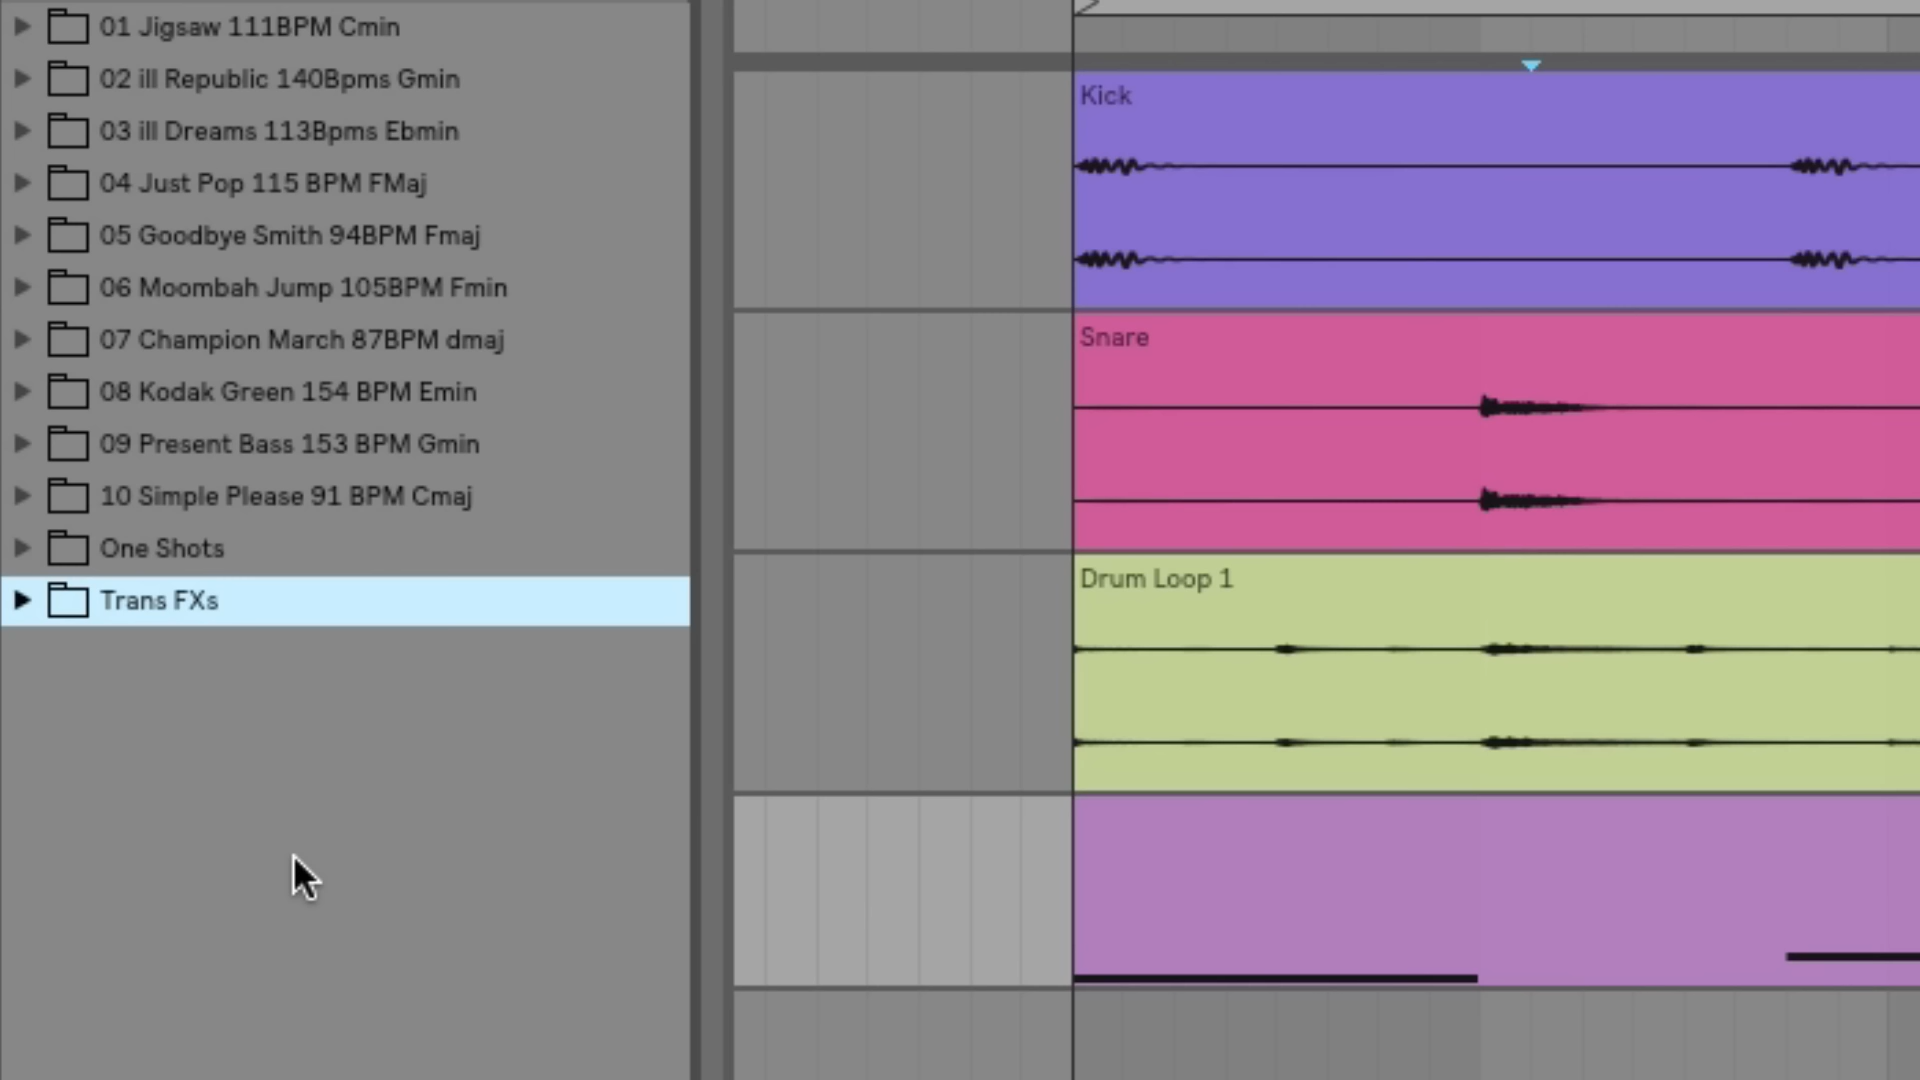 01 Jigsaw 111BPM Cmin
02 ill Republic 140Bpms Gmin
03 ill Dreams 113Bpms Ebmin
04 Just Pop 115 BPM FMaj
05 Goodbye Smith 94BPM Fmaj
06 Moombah Jump 105BPM Fmin
07 Champion March 87BPM dmaj
08 Kodak Green 154 BPM Emin
09 Present Bass 153 BPM Gmin
10 Simple Please 91 BPM Cmaj
One Shots
Trans FXs
Kick
Snare
Drum Loop 1